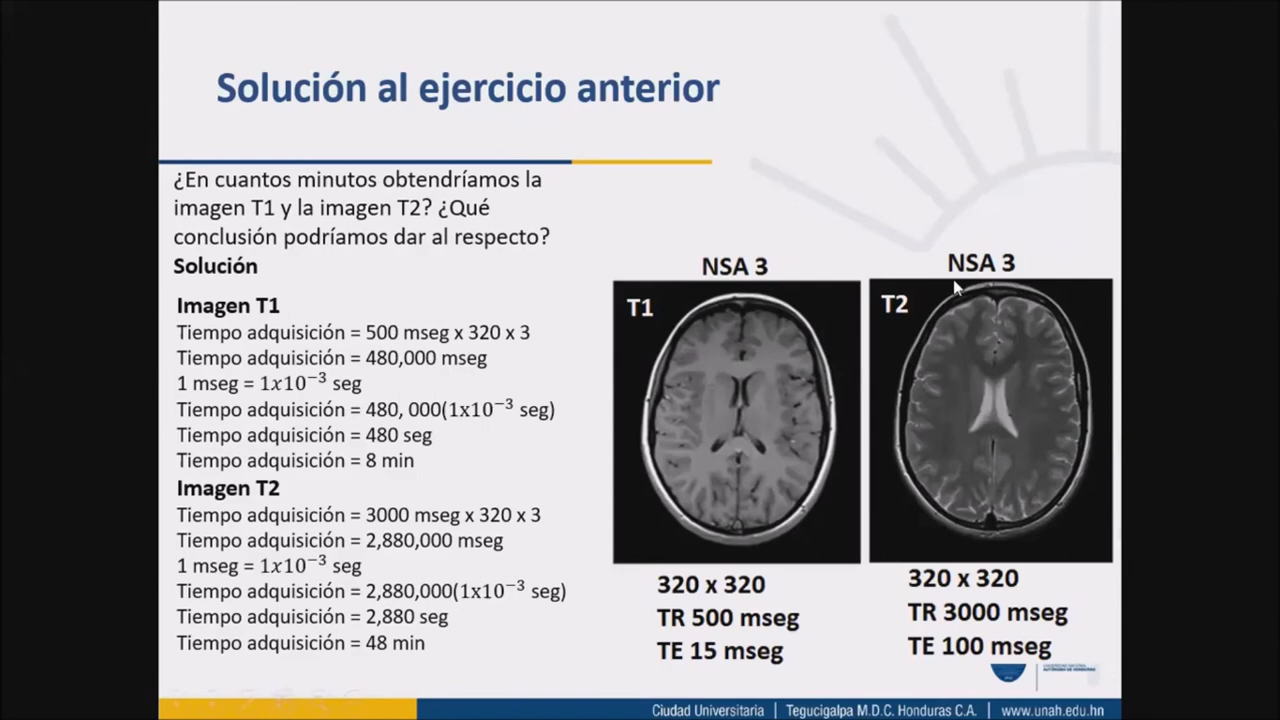 Solución al ejercicio anterior
¿En cuantos minutos obtendríamos la
imagen T1 y la imagen T2? ¿Qué
conclusión podríamos dar al respecto?
Solución
Imagen T1
Tiempo adquisición = 500 mseg x 320 x 3
Tiempo adquisición = 480,000 mseg
1 mseg = 1x10⁻³ seg
Tiempo adquisición = 480, 000(1x10⁻³ seg)
Tiempo adquisición = 480 seg
Tiempo adquisición = 8 min
Imagen T2
Tiempo adquisición = 3000 mseg x 320 x 3
Tiempo adquisición = 2,880,000 mseg
1 mseg = 1x10⁻³ seg
Tiempo adquisición = 2,880,000(1x10⁻³ seg)
Tiempo adquisición = 2,880 seg
Tiempo adquisición = 48 min
NSA 3
T1
320 x 320
TR 500 mseg
TE 15 mseg
NSA 3
T2
320 x 320
TR 3000 mseg
TE 100 mseg
Ciudad Universitaria | Tegucigalpa M.D.C. Honduras C.A. | www.unah.edu.hn